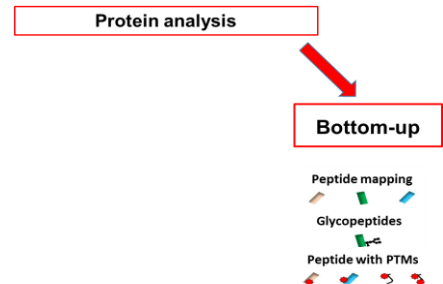 Protein analysis
Bottom-up
Peptide mapping
Glycopeptides
Peptide with PTMs